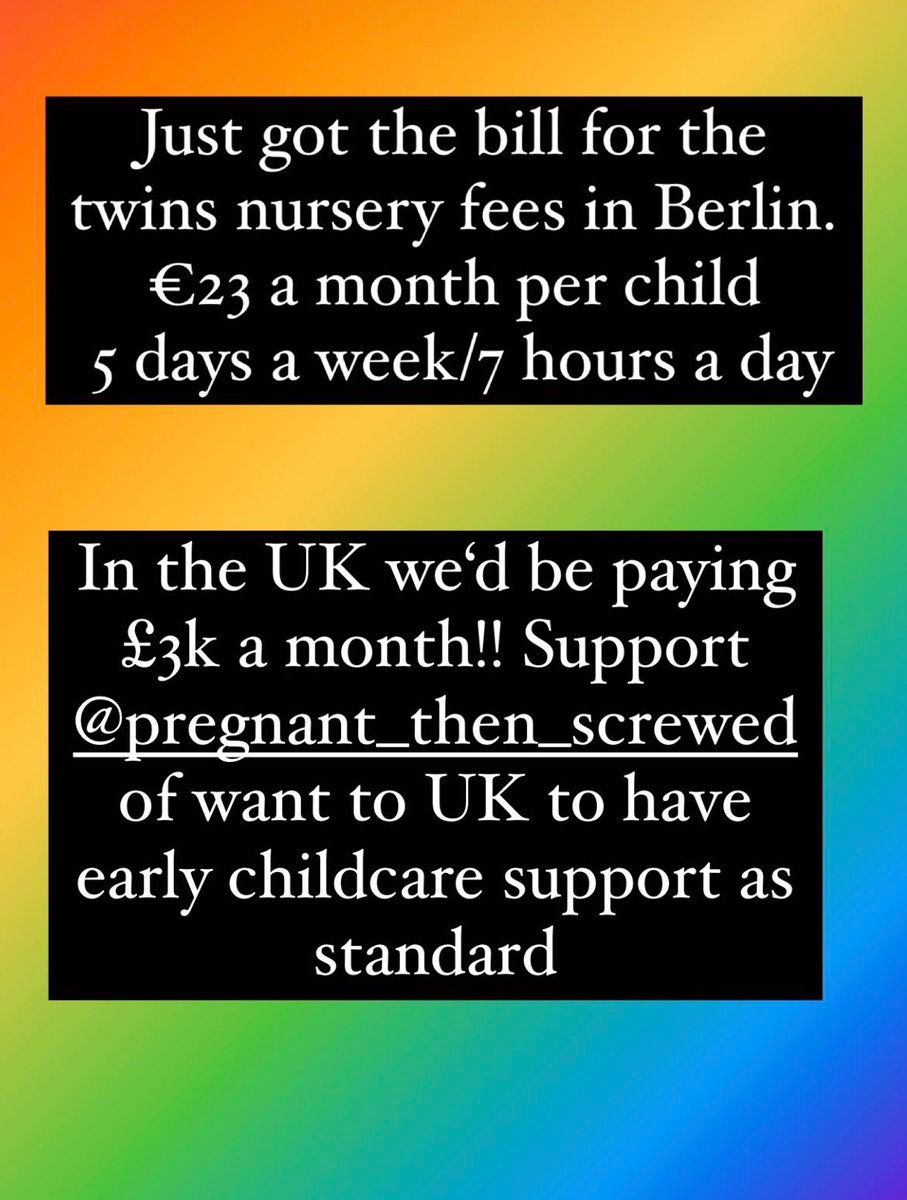 Just got the bill for the
twins nursery fees in Berlin.
€23 a month per child
5 days a week/7 hours a day
In the UK we‘d be paying
£3k a month!! Support
@pregnant_then_screwed
of want to UK to have
early childcare support as
standard